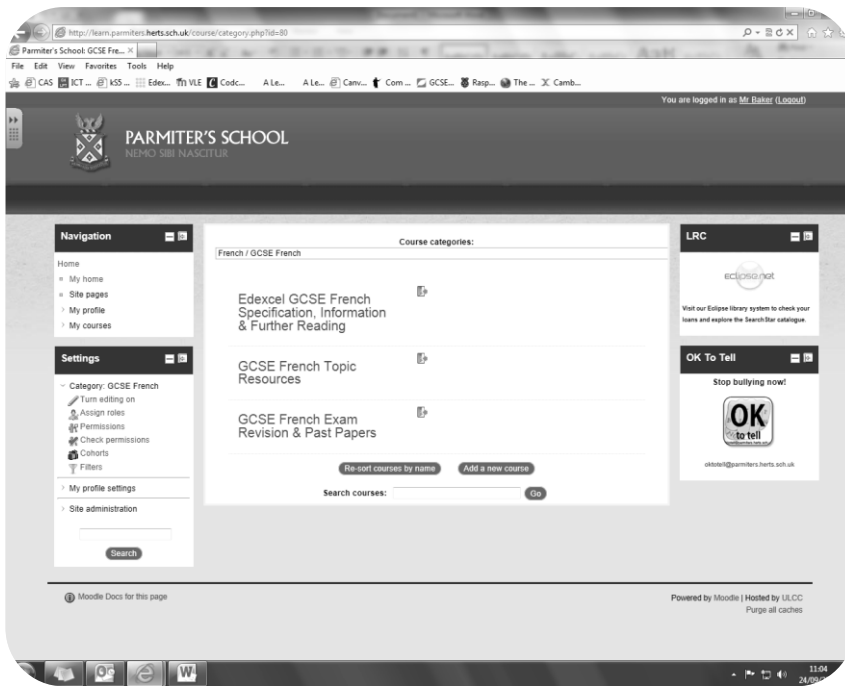 http://learn.parmiters.herts.sch.uk/course/category.php?id=80
Parmiter's School: GCSE Fre...
File Edit View Favorites Tools Help
CAS ICT ... KS5 ... Edex... VLE Codc... A Le... A Le... Canv... Com ... GCSE... Rasp... The ... Camb...
You are logged in as Mr Baker (Logout)
PARMITER'S SCHOOL
NEMO SIBI NASCITUR
Navigation
Home
My home
Site pages
My profile
My courses
Settings
Category: GCSE French
Turn editing on
Assign roles
Permissions
Check permissions
Cohorts
Filters
My profile settings
Site administration
Search
Course categories:
French / GCSE French
Edexcel GCSE French
Specification, Information
& Further Reading
GCSE French Topic
Resources
GCSE French Exam
Revision & Past Papers
Re-sort courses by name Add a new course
Search courses: Go
LRC
eclipse.net
Visit our Eclipse library system to check your
loans and explore the Search Star catalogue.
OK To Tell
Stop bullying now!
OK
to tell
oktotell@parmiters.herts.sch.uk
Moodle Docs for this page
Powered by Moodle | Hosted by ULCC
Purge all caches
11:04